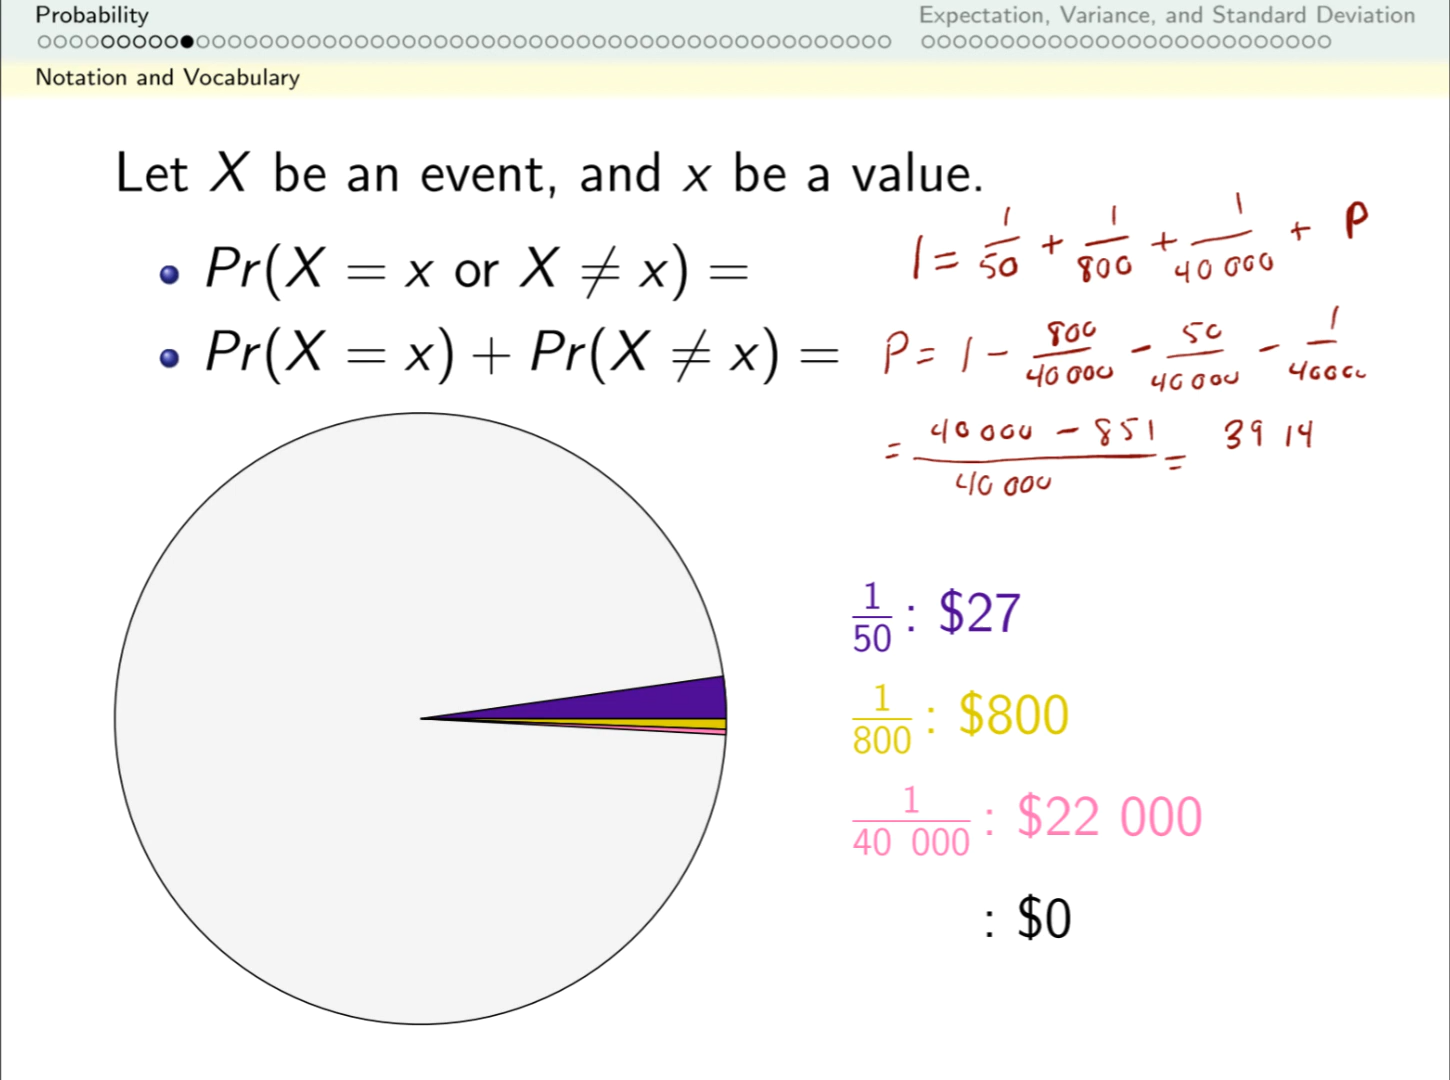 Probability
Expectation, Variance, and Standard Deviation
Notation and Vocabulary
Let X be an event, and x be a value.
Pr(X = x or X ≠ x) =
Pr(X = x) + Pr(X ≠ x) =
1 = 1/50 + 1/800 + 1/40 000 + P
P = 1 - 800/40 000 - 50/40 000 - 1/40000
= (40 000 - 851)/40 000 = 39 14
1/50 : $27
1/800 : $800
1/40 000 : $22 000
: $0